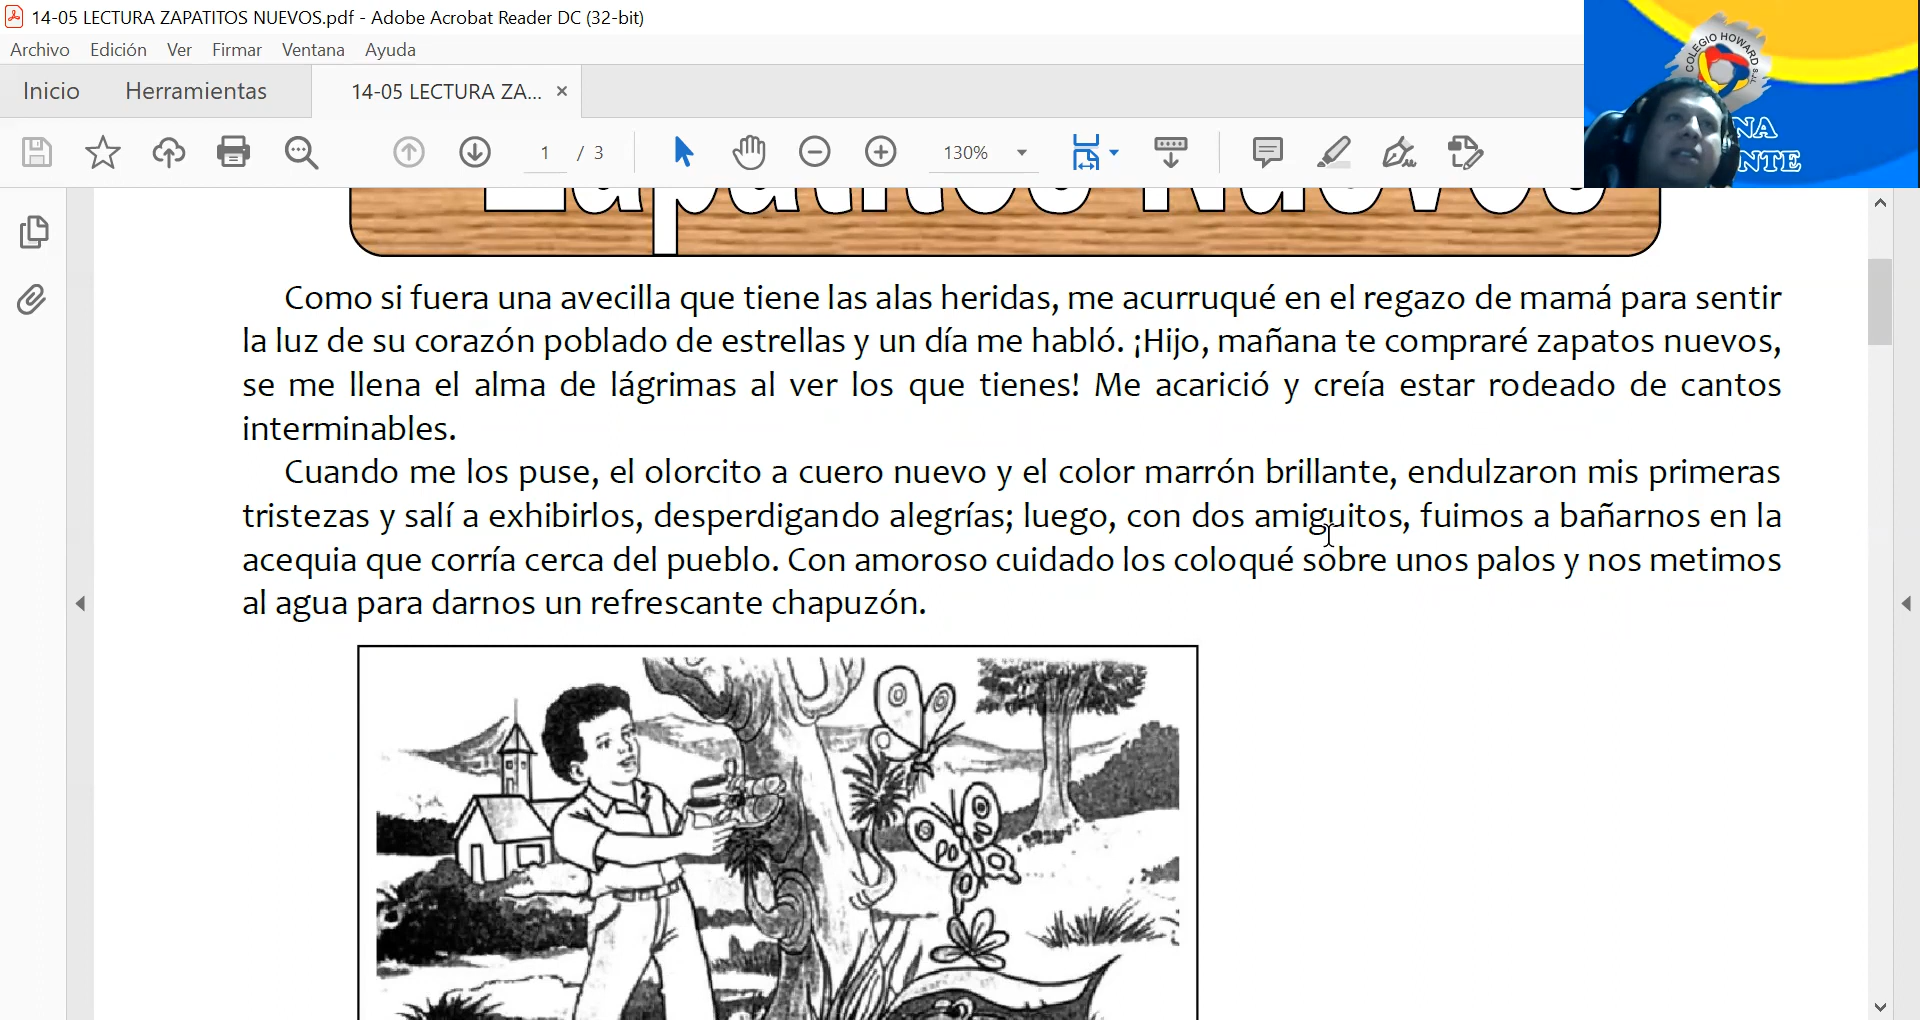 14-05 LECTURA ZAPATITOS NUEVOS.pdf - Adobe Acrobat Reader DC (32-bit)
Archivo Edición Ver Firmar Ventana Ayuda
Inicio Herramientas 14-05 LECTURA ZA... ×
1 / 3 130%
COLEGIO HOWARD S.J.L
NA
NTE
Zapatitos Nuevos
Como si fuera una avecilla que tiene las alas heridas, me acurruqué en el regazo de mamá para sentir
la luz de su corazón poblado de estrellas y un día me habló. ¡Hijo, mañana te compraré zapatos nuevos,
se me llena el alma de lágrimas al ver los que tienes! Me acarició y creía estar rodeado de cantos
interminables.
Cuando me los puse, el olorcito a cuero nuevo y el color marrón brillante, endulzaron mis primeras
tristezas y salí a exhibirlos, desperdigando alegrías; luego, con dos amiguitos, fuimos a bañarnos en la
acequia que corría cerca del pueblo. Con amoroso cuidado los coloqué sobre unos palos y nos metimos
al agua para darnos un refrescante chapuzón.